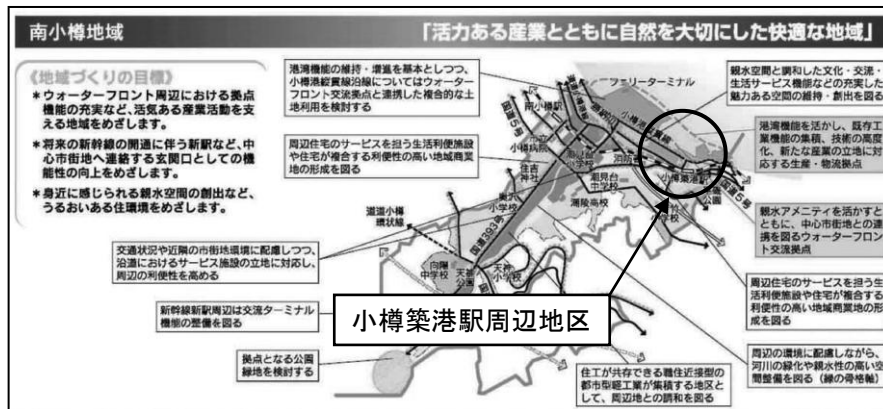 南小樽地域
「活力ある産業とともに自然を大切にした快適な地域」
《地域づくりの目標》
＊ウォーターフロント周辺における拠点
機能の充実など、活気ある産業活動を支
える地域をめざします。
＊将来の新幹線の開通に伴う新駅など、中
心市街地へ連絡する玄関口としての機
能性の向上をめざします。
＊身近に感じられる親水空間の創出など、
うるおいある住環境をめざします。
港湾機能の維持・増進を基本としつつ、
小樽港縦貫線沿線についてはウォーター
フロント交流拠点と連携した複合的な土
地利用を検討する
周辺住宅のサービスを担う生活利便施設
や住宅が複合する利便性の高い地域商業
地の形成を図る
交通状況や近隣の市街地環境に配慮しつつ、
沿道におけるサービス施設の立地に対応し、
周辺の利便性を高める
新幹線新駅周辺は交流ターミナル
機能の整備を図る
拠点となる公園
緑地を検討する
フェリーターミナル
南小樽駅
国道5号
小樽病院
小樽港縦貫線
住吉
神社
潮見台
中学校
潮陵高校
小樽築港駅
国道5号
道道小樽
環状線
国道393号
向陽
中学校
天神
公園
天神
小学校
小樽築港駅周辺地区
親水空間と調和した文化・交流・
生活サービス機能などの充実した
魅力ある空間の維持・創出を図る
港湾機能を活かし、既存工
業機能の集積、技術の高度
化、新たな産業の立地に対
応する生産・物流拠点
親水アメニティを活かすと
ともに、中心市街地との連
携を図るウォーターフロン
ト交流拠点
周辺住宅のサービスを担う生
活利便施設や住宅が複合する
利便性の高い地域商業地の形
成を図る
周辺の環境に配慮しながら、
河川の緑化や親水性の高い空
間整備を図る（緑の骨格軸）
住工が共存できる職住近接型の
都市型軽工業が集積する地区と
して、周辺地との調和を図る